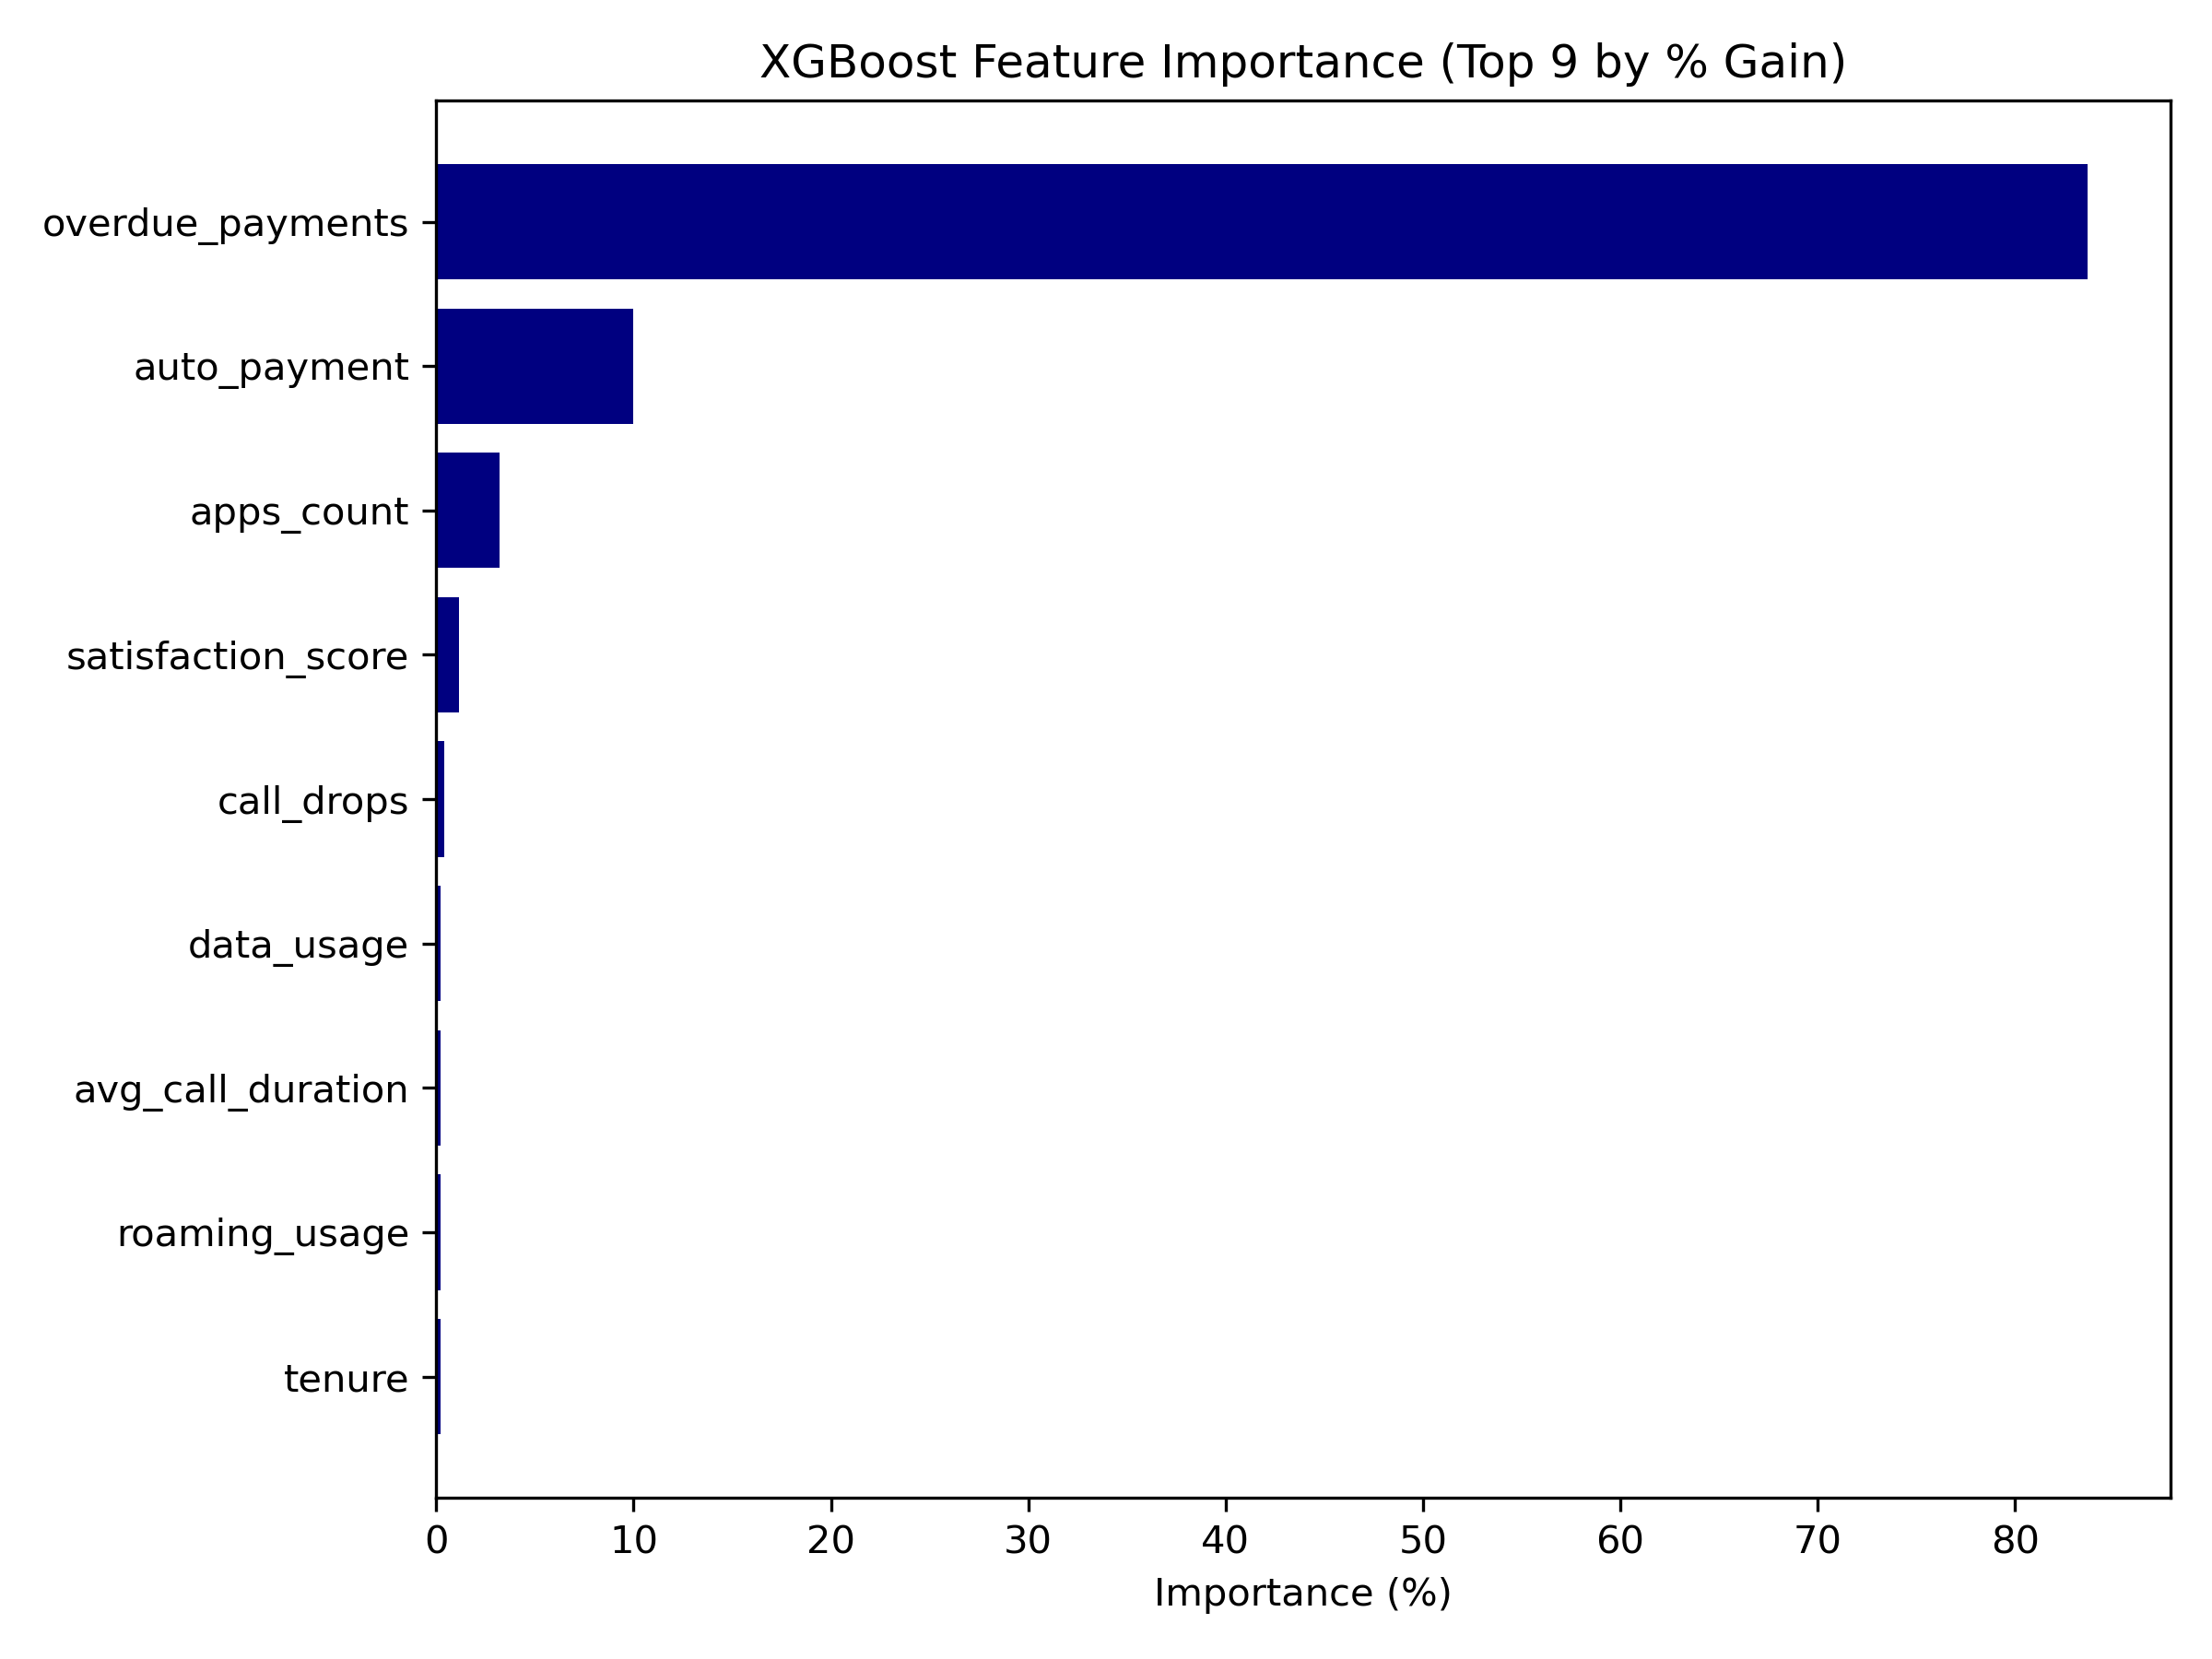 XGBoost Feature Importance (Top 9 by % Gain)
overdue_payments
auto_payment
apps_count
satisfaction_score
call_drops
data_usage
avg_call_duration
roaming_usage
tenure
0 10 20 30 40 50 60 70 80
Importance (%)